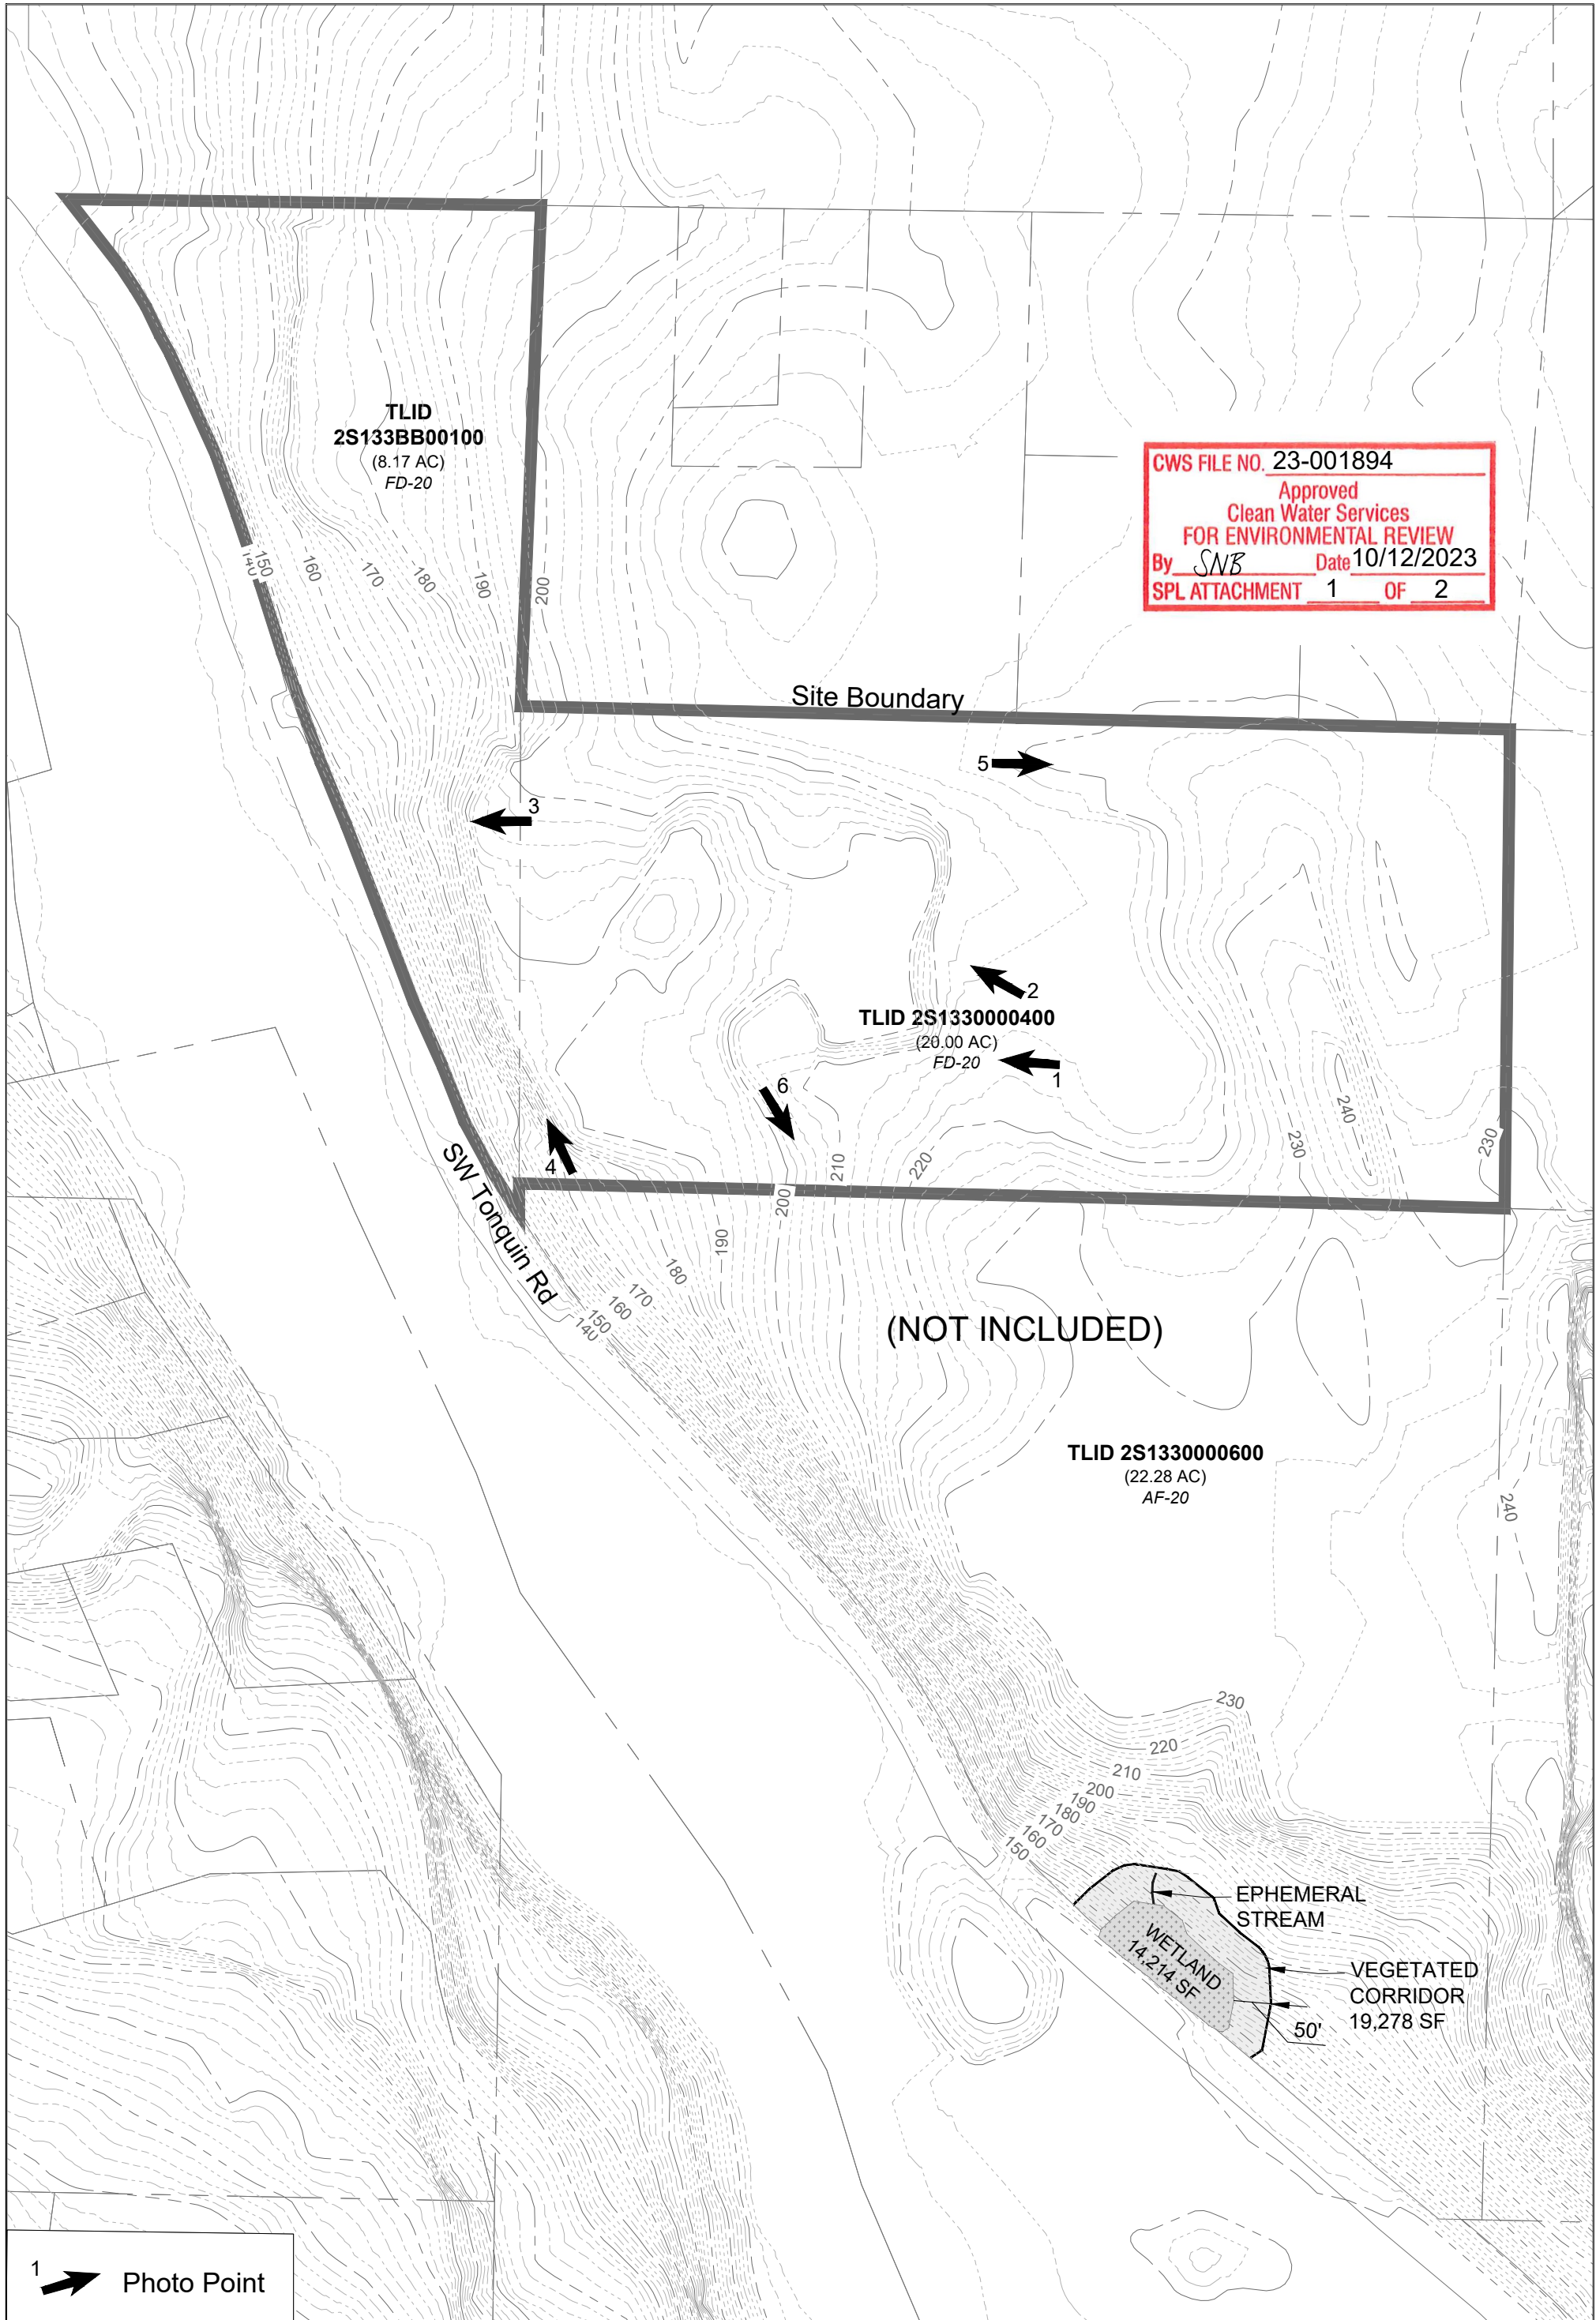 TLID
2S133BB00100
(8.17 AC)
FD-20
CWS FILE NO. 23-001894
Approved
Clean Water Services
FOR ENVIRONMENTAL REVIEW
By SNB Date 10/12/2023
SPL ATTACHMENT 1 OF 2
140
150
160
170
180
190
200
Site Boundary
5
3
2
TLID 2S1330000400
(20.00 AC)
FD-20
1
6
4
240
230
230
220
210
200
190
180
170
160
150
140
SW Tonquin Rd
(NOT INCLUDED)
TLID 2S1330000600
(22.28 AC)
AF-20
240
230
220
210
200
190
180
170
160
150
EPHEMERAL
STREAM
WETLAND
14,214 SF
VEGETATED
CORRIDOR
19,278 SF
50'
1
Photo Point